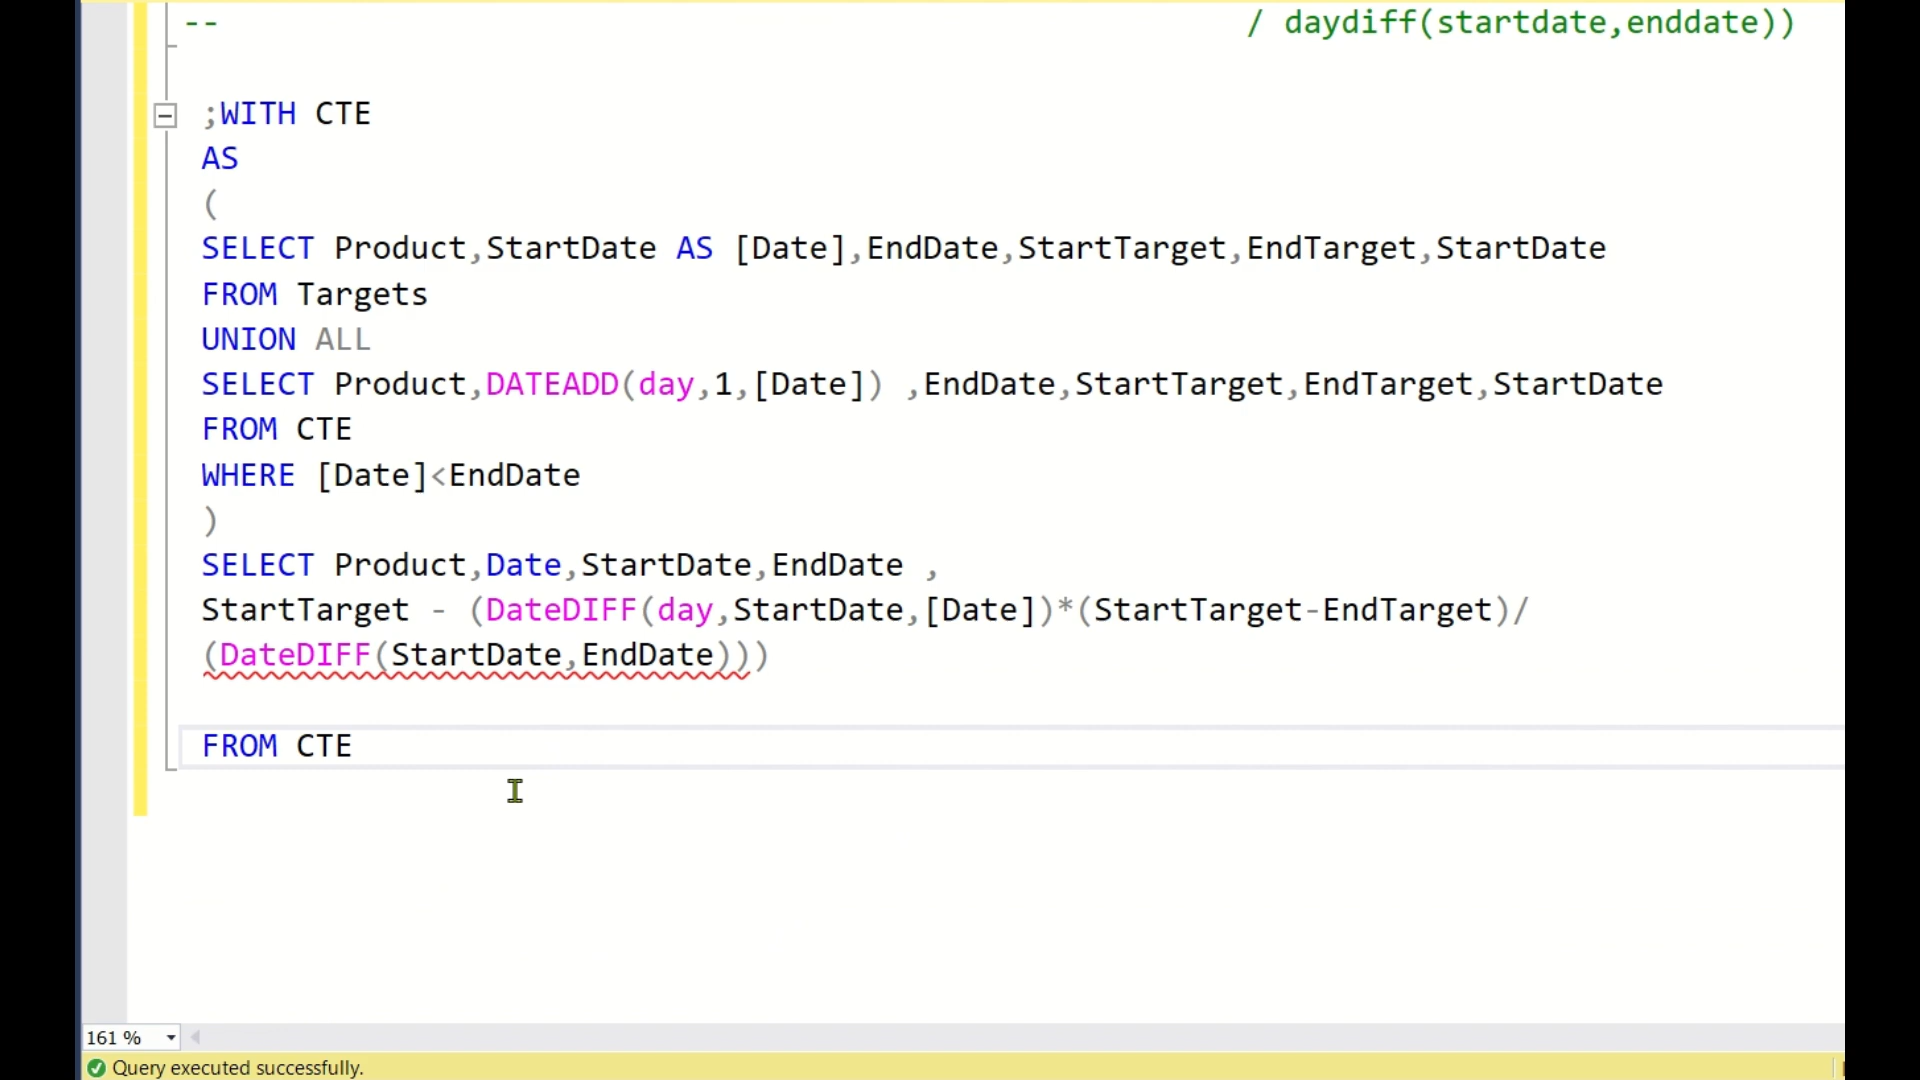 --                                                       / daydiff(startdate,enddate))
;WITH CTE
AS
(
SELECT Product,StartDate AS [Date],EndDate,StartTarget,EndTarget,StartDate
FROM Targets
UNION ALL
SELECT Product,DATEADD(day,1,[Date]) ,EndDate,StartTarget,EndTarget,StartDate
FROM CTE
WHERE [Date]<EndDate
)
SELECT Product,Date,StartDate,EndDate ,
StartTarget - (DateDIFF(day,StartDate,[Date])*(StartTarget-EndTarget)/
(DateDIFF(StartDate,EndDate)))
FROM CTE
161 %
Query executed successfully.